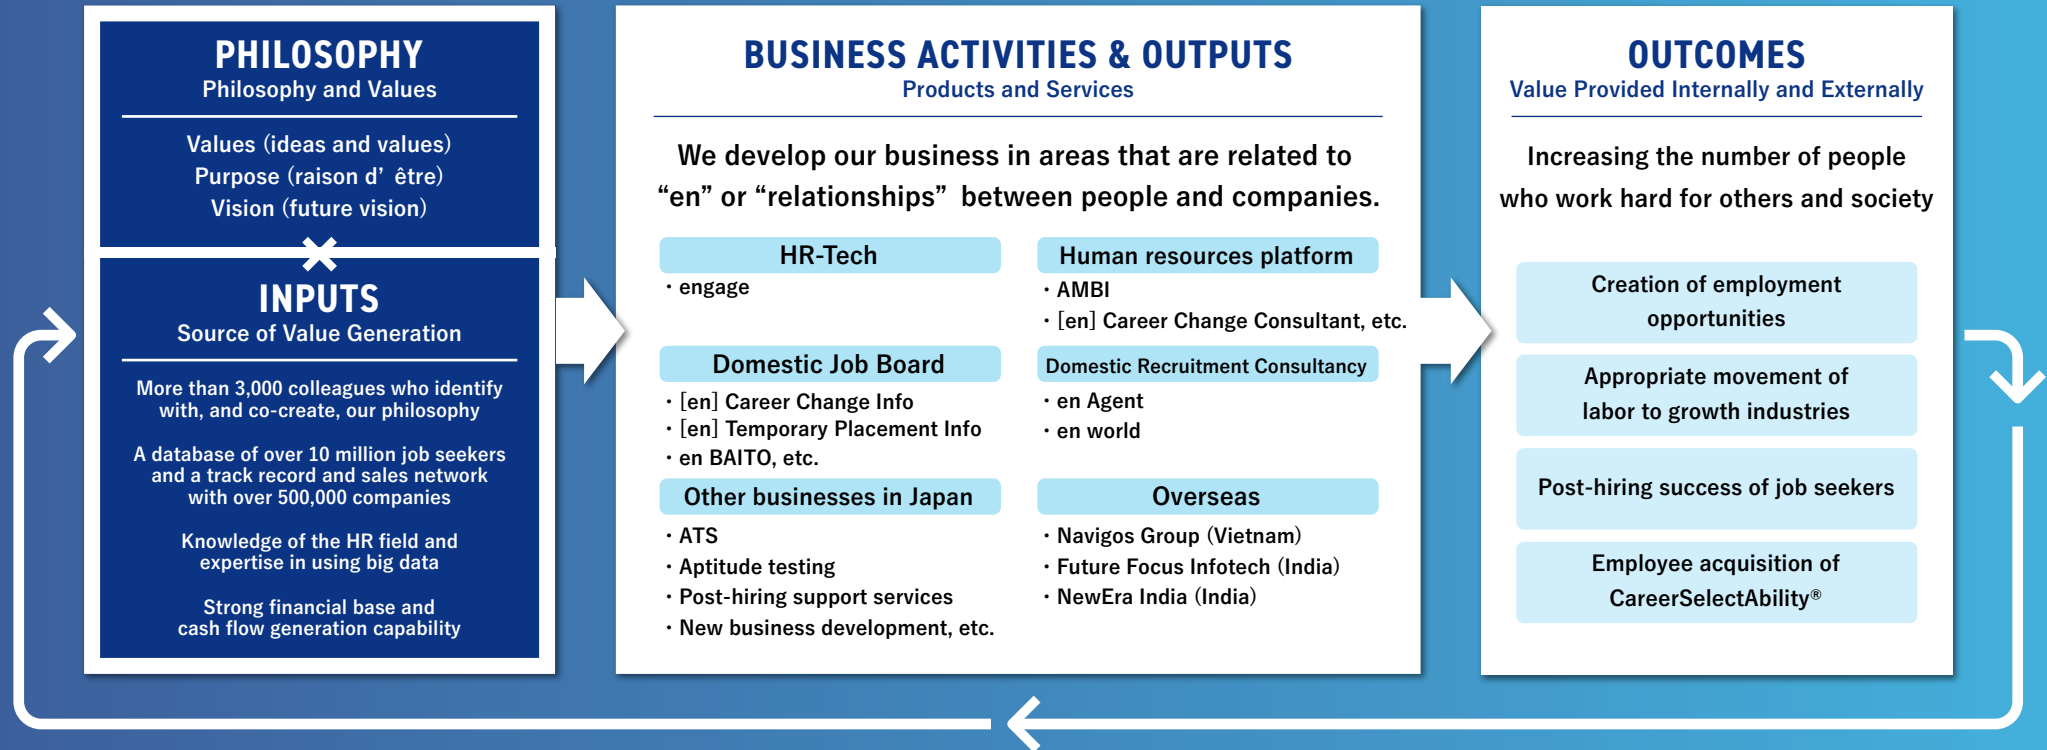 PHILOSOPHY
Philosophy and Values
Values (ideas and values)
Purpose (raison d’ être)
Vision (future vision)
INPUTS
Source of Value Generation
More than 3,000 colleagues who identify
with, and co-create, our philosophy
A database of over 10 million job seekers
and a track record and sales network
with over 500,000 companies
Knowledge of the HR field and
expertise in using big data
Strong financial base and
cash flow generation capability
BUSINESS ACTIVITIES & OUTPUTS
Products and Services
We develop our business in areas that are related to
“en” or “relationships” between people and companies.
HR-Tech
・engage
Human resources platform
・AMBI
・[en] Career Change Consultant, etc.
Domestic Job Board
・[en] Career Change Info
・[en] Temporary Placement Info
・en BAITO, etc.
Domestic Recruitment Consultancy
・en Agent
・en world
Other businesses in Japan
・ATS
・Aptitude testing
・Post-hiring support services
・New business development, etc.
Overseas
・Navigos Group (Vietnam)
・Future Focus Infotech (India)
・NewEra India (India)
OUTCOMES
Value Provided Internally and Externally
Increasing the number of people
who work hard for others and society
Creation of employment
opportunities
Appropriate movement of
labor to growth industries
Post-hiring success of job seekers
Employee acquisition of
CareerSelectAbility®